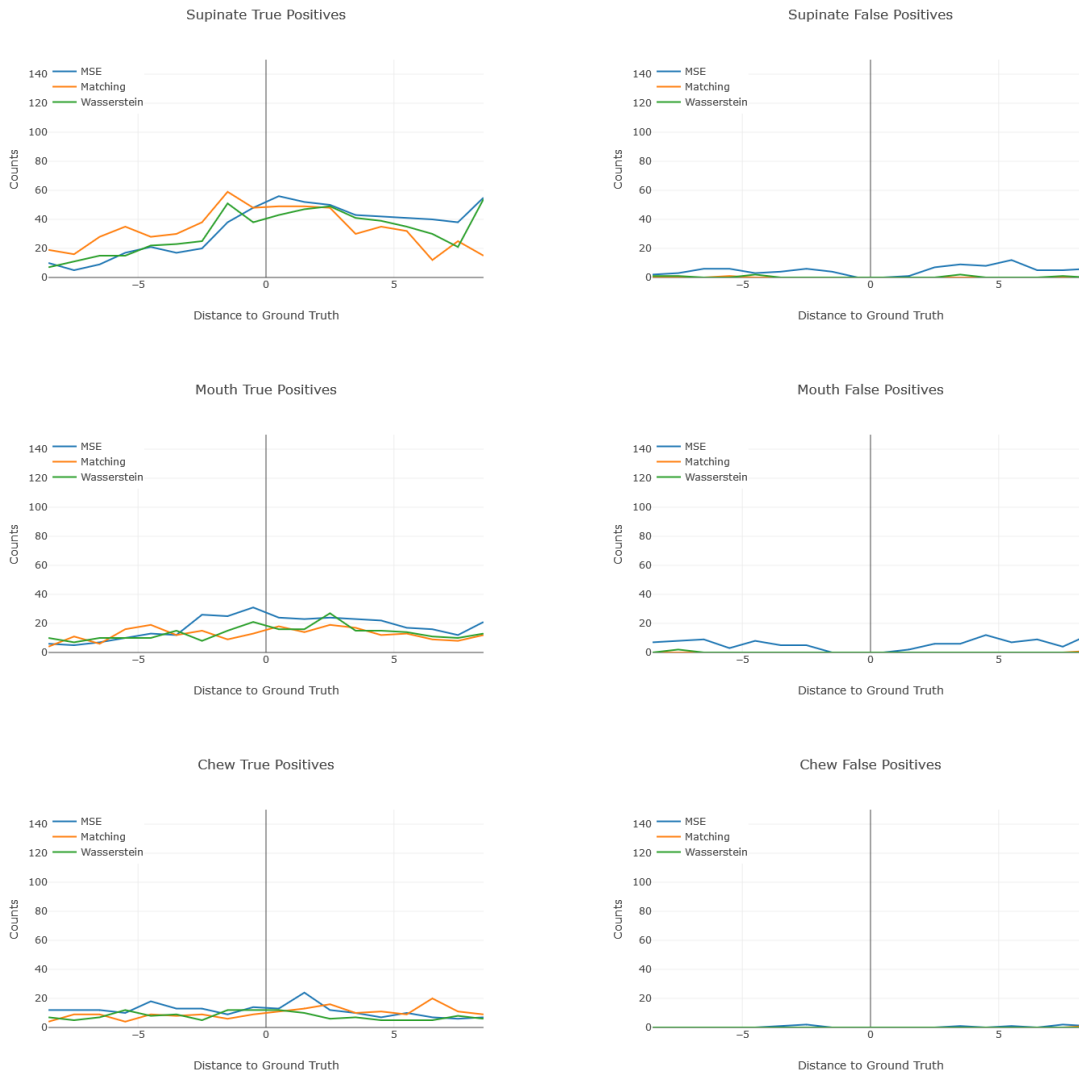 Supinate True Positives
MSE
Matching
Wasserstein
140
120
100
80
60
40
20
0
Counts
−5
0
5
Distance to Ground Truth
Supinate False Positives
MSE
Matching
Wasserstein
140
120
100
80
60
40
20
0
Counts
−5
0
5
Distance to Ground Truth
Mouth True Positives
MSE
Matching
Wasserstein
140
120
100
80
60
40
20
0
Counts
−5
0
5
Distance to Ground Truth
Mouth False Positives
MSE
Matching
Wasserstein
140
120
100
80
60
40
20
0
Counts
−5
0
5
Distance to Ground Truth
Chew True Positives
MSE
Matching
Wasserstein
140
120
100
80
60
40
20
0
Counts
−5
0
5
Distance to Ground Truth
Chew False Positives
MSE
Matching
Wasserstein
140
120
100
80
60
40
20
0
Counts
−5
0
5
Distance to Ground Truth